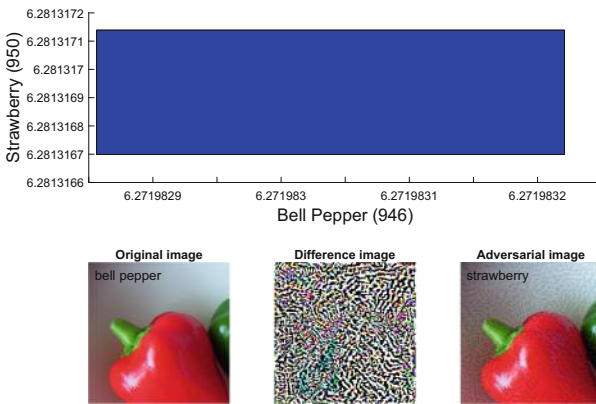 6.2813172
6.2813171
6.281317
6.2813169
6.2813168
6.2813167
6.2813166
Strawberry (950)
6.2719829 6.271983 6.2719831 6.2719832
Bell Pepper (946)
Original image Difference image Adversarial image
bell pepper strawberry